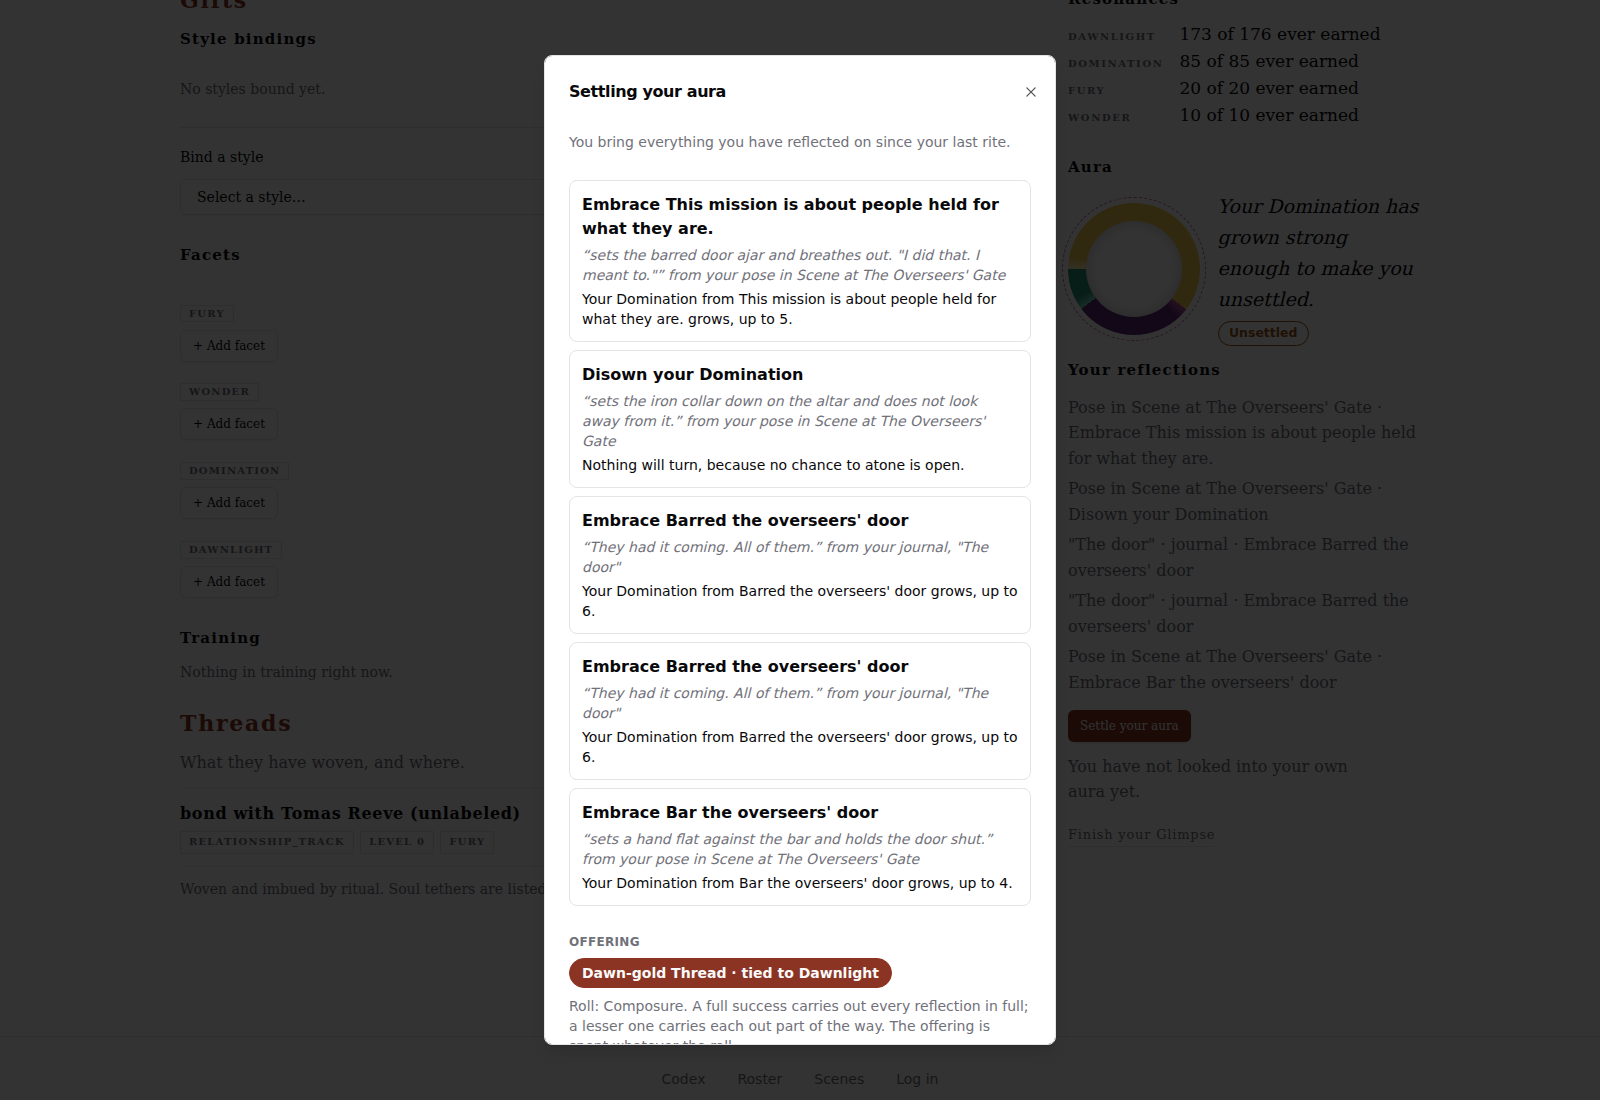 Gifts
Style bindings
No styles bound yet.
Bind a style
Select a style...
Facets
FURY
+ Add facet
WONDER
+ Add facet
DOMINATION
+ Add facet
DAWNLIGHT
+ Add facet
Training
Nothing in training right now.
Threads
What they have woven, and where.
bond with Tomas Reeve (unlabeled)
RELATIONSHIP_TRACK LEVEL 0 FURY
Woven and imbued by ritual. Soul tethers are listed
Settling your aura
You bring everything you have reflected on since your last rite.
Embrace This mission is about people held for
what they are.
“sets the barred door ajar and breathes out. "I did that. I
meant to."” from your pose in Scene at The Overseers' Gate
Your Domination from This mission is about people held for
what they are. grows, up to 5.
Disown your Domination
“sets the iron collar down on the altar and does not look
away from it.” from your pose in Scene at The Overseers'
Gate
Nothing will turn, because no chance to atone is open.
Embrace Barred the overseers' door
“They had it coming. All of them.” from your journal, "The
door"
Your Domination from Barred the overseers' door grows, up to
6.
Embrace Barred the overseers' door
“They had it coming. All of them.” from your journal, "The
door"
Your Domination from Barred the overseers' door grows, up to
6.
Embrace Bar the overseers' door
“sets a hand flat against the bar and holds the door shut.”
from your pose in Scene at The Overseers' Gate
Your Domination from Bar the overseers' door grows, up to 4.
OFFERING
Dawn-gold Thread · tied to Dawnlight
Roll: Composure. A full success carries out every reflection in full;
a lesser one carries each out part of the way. The offering is
spent whatever the roll.
Resonances
DAWNLIGHT 173 of 176 ever earned
DOMINATION 85 of 85 ever earned
FURY 20 of 20 ever earned
WONDER 10 of 10 ever earned
Aura
Your Domination has
grown strong
enough to make you
unsettled.
Unsettled
Your reflections
Pose in Scene at The Overseers' Gate ·
Embrace This mission is about people held
for what they are.
Pose in Scene at The Overseers' Gate ·
Disown your Domination
"The door" · journal · Embrace Barred the
overseers' door
"The door" · journal · Embrace Barred the
overseers' door
Pose in Scene at The Overseers' Gate ·
Embrace Bar the overseers' door
Settle your aura
You have not looked into your own
aura yet.
Finish your Glimpse
Codex Roster Scenes Log in